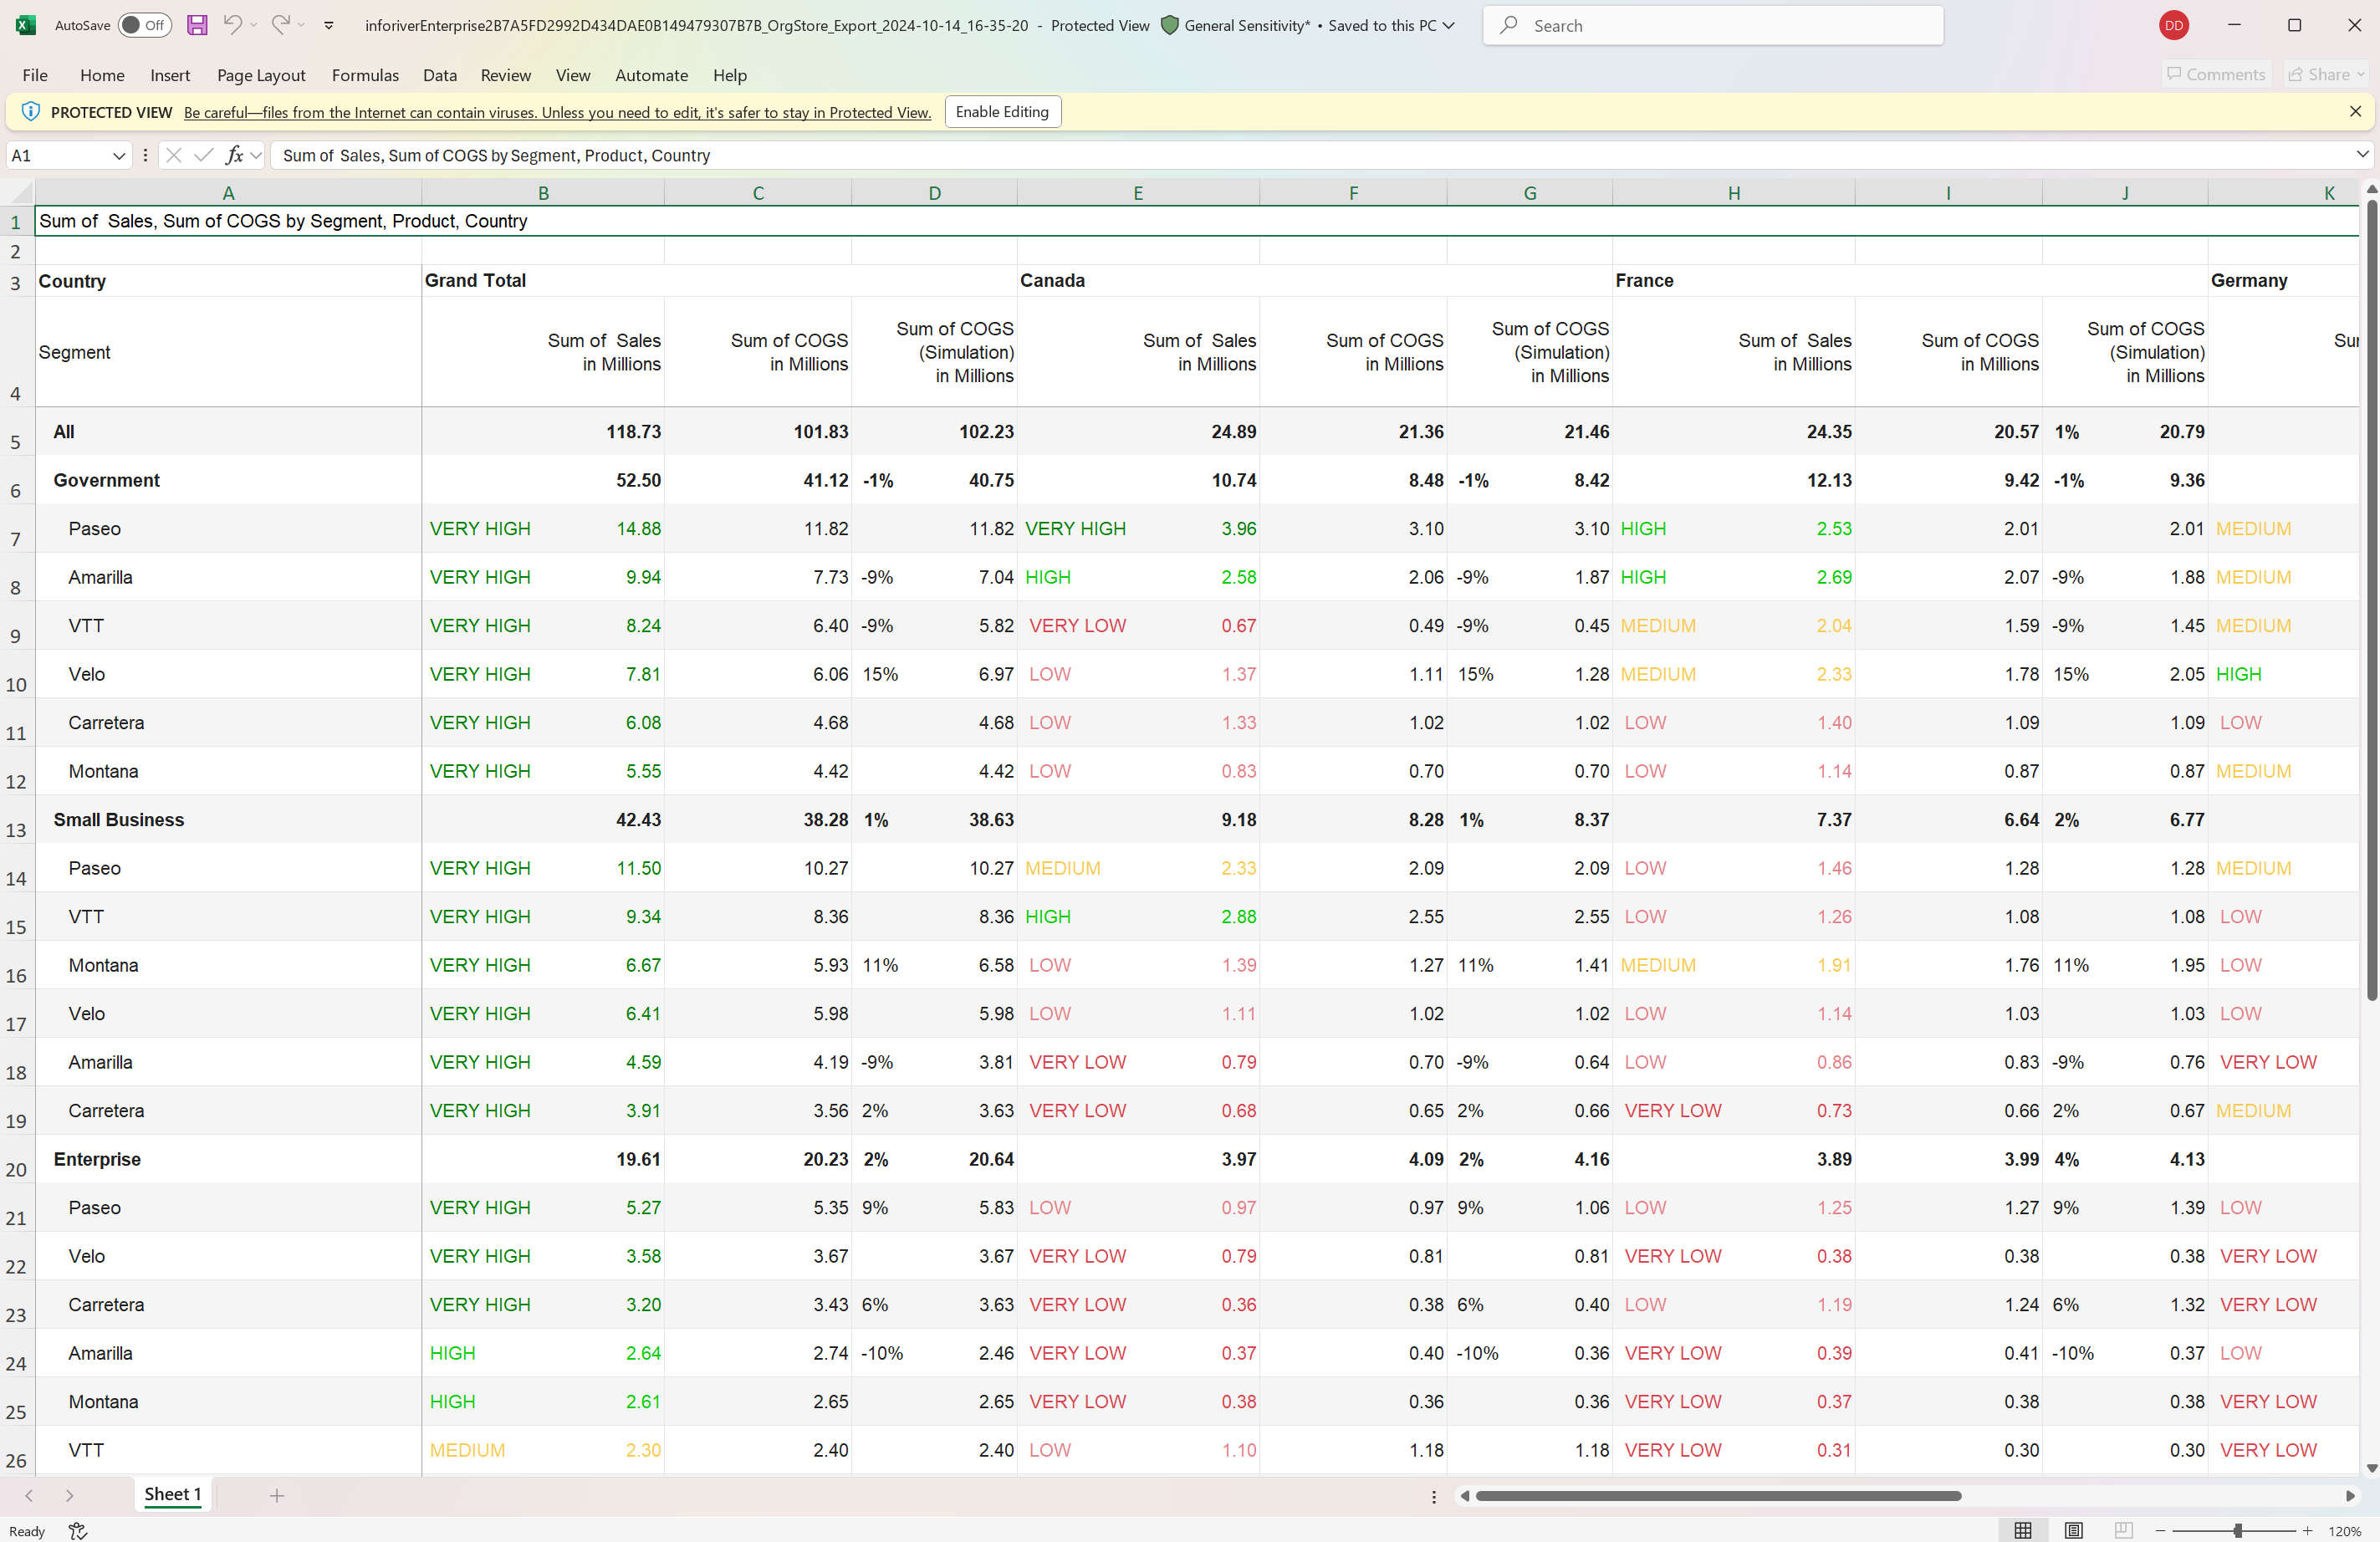 AutoSave Off inforiverEnterprise2B7A5FD2992D434DAE0B149479307B7B_OrgStore_Export_2024-10-14_16-35-20 - Protected View General Sensitivity* • Saved to this PC Search DD
File Home Insert Page Layout Formulas Data Review View Automate Help Comments Share
PROTECTED VIEW Be careful—files from the Internet can contain viruses. Unless you need to edit, it's safer to stay in Protected View. Enable Editing
A1 fx Sum of Sales, Sum of COGS by Segment, Product, Country
A B C D E F G H I J K
1 Sum of Sales, Sum of COGS by Segment, Product, Country
2
3 Country Grand Total Canada France Germany
4 Segment Sum of Sales in Millions Sum of COGS in Millions Sum of COGS (Simulation) in Millions Sum of Sales in Millions Sum of COGS in Millions Sum of COGS (Simulation) in Millions Sum of Sales in Millions Sum of COGS in Millions Sum of COGS (Simulation) in Millions
5 All 118.73 101.83 102.23 24.89 21.36 21.46 24.35 20.57 1% 20.79
6 Government 52.50 41.12 -1% 40.75 10.74 8.48 -1% 8.42 12.13 9.42 -1% 9.36
7 Paseo VERY HIGH 14.88 11.82 11.82 VERY HIGH 3.96 3.10 3.10 HIGH 2.53 2.01 2.01 MEDIUM
8 Amarilla VERY HIGH 9.94 7.73 -9% 7.04 HIGH 2.58 2.06 -9% 1.87 HIGH 2.69 2.07 -9% 1.88 MEDIUM
9 VTT VERY HIGH 8.24 6.40 -9% 5.82 VERY LOW 0.67 0.49 -9% 0.45 MEDIUM 2.04 1.59 -9% 1.45 MEDIUM
10 Velo VERY HIGH 7.81 6.06 15% 6.97 LOW 1.37 1.11 15% 1.28 MEDIUM 2.33 1.78 15% 2.05 HIGH
11 Carretera VERY HIGH 6.08 4.68 4.68 LOW 1.33 1.02 1.02 LOW 1.40 1.09 1.09 LOW
12 Montana VERY HIGH 5.55 4.42 4.42 LOW 0.83 0.70 0.70 LOW 1.14 0.87 0.87 MEDIUM
13 Small Business 42.43 38.28 1% 38.63 9.18 8.28 1% 8.37 7.37 6.64 2% 6.77
14 Paseo VERY HIGH 11.50 10.27 10.27 MEDIUM 2.33 2.09 2.09 LOW 1.46 1.28 1.28 MEDIUM
15 VTT VERY HIGH 9.34 8.36 8.36 HIGH 2.88 2.55 2.55 LOW 1.26 1.08 1.08 LOW
16 Montana VERY HIGH 6.67 5.93 11% 6.58 LOW 1.39 1.27 11% 1.41 MEDIUM 1.91 1.76 11% 1.95 LOW
17 Velo VERY HIGH 6.41 5.98 5.98 LOW 1.11 1.02 1.02 LOW 1.14 1.03 1.03 LOW
18 Amarilla VERY HIGH 4.59 4.19 -9% 3.81 VERY LOW 0.79 0.70 -9% 0.64 LOW 0.86 0.83 -9% 0.76 VERY LOW
19 Carretera VERY HIGH 3.91 3.56 2% 3.63 VERY LOW 0.68 0.65 2% 0.66 VERY LOW 0.73 0.66 2% 0.67 MEDIUM
20 Enterprise 19.61 20.23 2% 20.64 3.97 4.09 2% 4.16 3.89 3.99 4% 4.13
21 Paseo VERY HIGH 5.27 5.35 9% 5.83 LOW 0.97 0.97 9% 1.06 LOW 1.25 1.27 9% 1.39 LOW
22 Velo VERY HIGH 3.58 3.67 3.67 VERY LOW 0.79 0.81 0.81 VERY LOW 0.38 0.38 0.38 VERY LOW
23 Carretera VERY HIGH 3.20 3.43 6% 3.63 VERY LOW 0.36 0.38 6% 0.40 LOW 1.19 1.24 6% 1.32 VERY LOW
24 Amarilla HIGH 2.64 2.74 -10% 2.46 VERY LOW 0.37 0.40 -10% 0.36 VERY LOW 0.39 0.41 -10% 0.37 LOW
25 Montana HIGH 2.61 2.65 2.65 VERY LOW 0.38 0.36 0.36 VERY LOW 0.37 0.38 0.38 VERY LOW
26 VTT MEDIUM 2.30 2.40 2.40 LOW 1.10 1.18 1.18 VERY LOW 0.31 0.30 0.30 VERY LOW
Sheet 1
Ready 120%